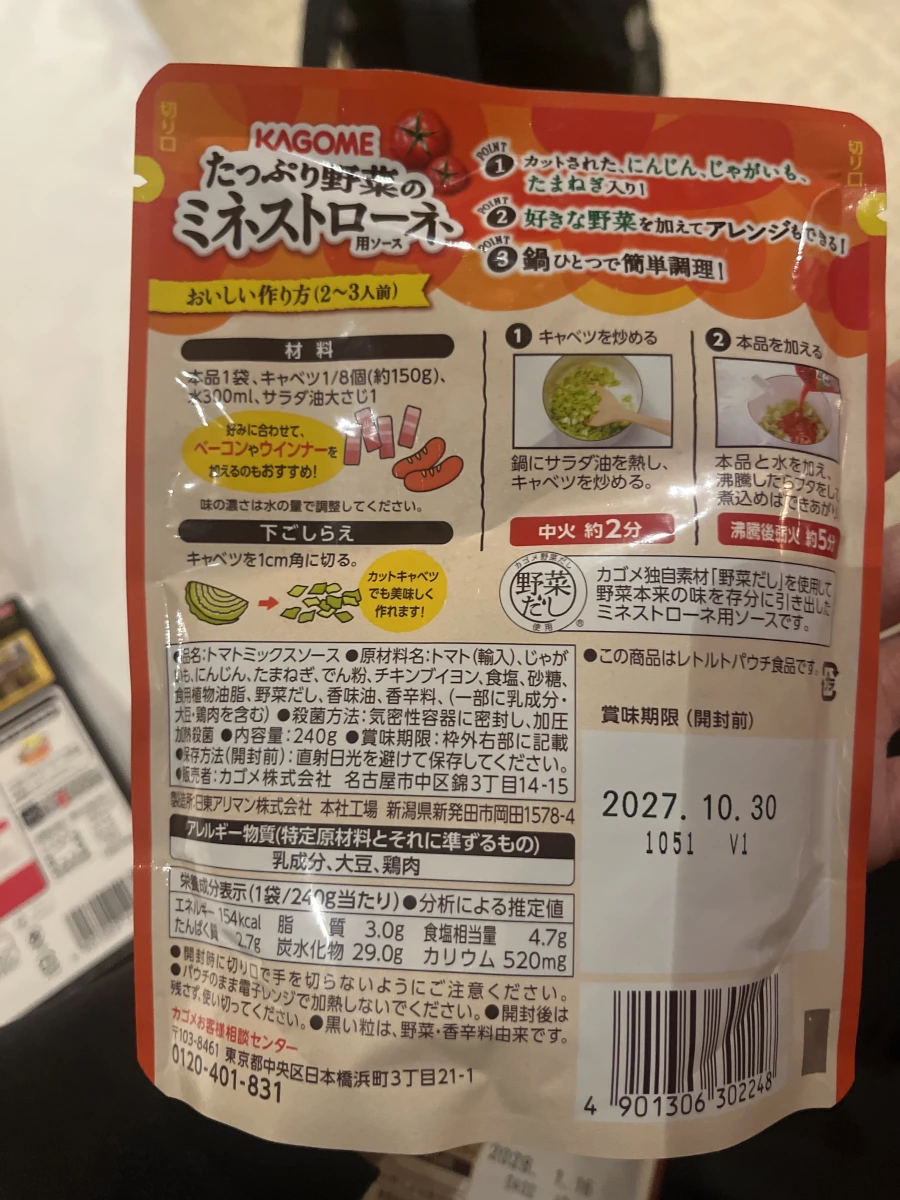 切り口
切り口
KAGOME
たっぷり野菜の
ミネストローネ
用ソース
POINT 1 カットされた、にんじん、じゃがいも、
たまねぎ入り!
POINT 2 好きな野菜を加えてアレンジもできる!
POINT 3 鍋ひとつで簡単調理!
おいしい作り方(2〜3人前)
材料
本品1袋、キャベツ1/8個(約150g)、
水300ml、サラダ油大さじ1
好みに合わせて、
ベーコンやウインナーを
加えるのもおすすめ!
味の濃さは水の量で調整してください。
下ごしらえ
キャベツを1cm角に切る。
カットキャベツ
でも美味しく
作れます!
1 キャベツを炒める
鍋にサラダ油を熱し、
キャベツを炒める。
中火 約2分
2 本品を加える
本品と水を加え、
沸騰したらフタをして
煮込めばできあがり
沸騰後弱火 約5分
カゴメ野菜だし
野菜
だし
使用
®
カゴメ独自素材「野菜だし」を使用して
野菜本来の味を存分に引き出した
ミネストローネ用ソースです。
●品名:トマトミックスソース ●原材料名:トマト(輸入)、じゃが
いも、にんじん、たまねぎ、でん粉、チキンブイヨン、食塩、砂糖、
食用植物油脂、野菜だし、香味油、香辛料、(一部に乳成分・
大豆・鶏肉を含む) ●殺菌方法:気密性容器に密封し、加圧
加熱殺菌 ●内容量:240g ●賞味期限:枠外右部に記載
●保存方法(開封前):直射日光を避けて保存してください。
●販売者:カゴメ株式会社 名古屋市中区錦3丁目14-15
製造所:日東アリマン株式会社 本社工場 新潟県新発田市岡田1578-4
アレルギー物質(特定原材料とそれに準ずるもの)
乳成分、大豆、鶏肉
栄養成分表示(1袋/240g当たり)●分析による推定値
エネルギー 154kcal 脂質 3.0g 食塩相当量 4.7g
たんぱく質 2.7g 炭水化物 29.0g カリウム 520mg
●開封時に切り口で手を切らないようにご注意ください。
●パウチのまま電子レンジで加熱しないでください。●開封後は
残さず、使い切ってください。●黒い粒は、野菜・香辛料由来です。
カゴメお客様相談センター
〒103-8461 東京都中央区日本橋浜町3丁目21-1
0120-401-831
●この商品はレトルトパウチ食品です。
賞味期限(開封前)
2027.10.30
1051 V1
4 901306 302248